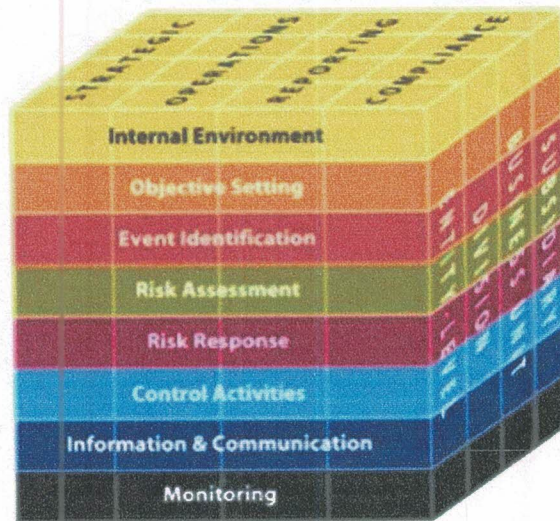 STRATEGIC
OPERATIONS
REPORTING
COMPLIANCE
Internal Environment
Objective Setting
Event Identification
Risk Assessment
Risk Response
Control Activities
Information & Communication
Monitoring
ENTITY-LEVEL
DIVISION
BUSINESS UNIT
SUBSIDIARY